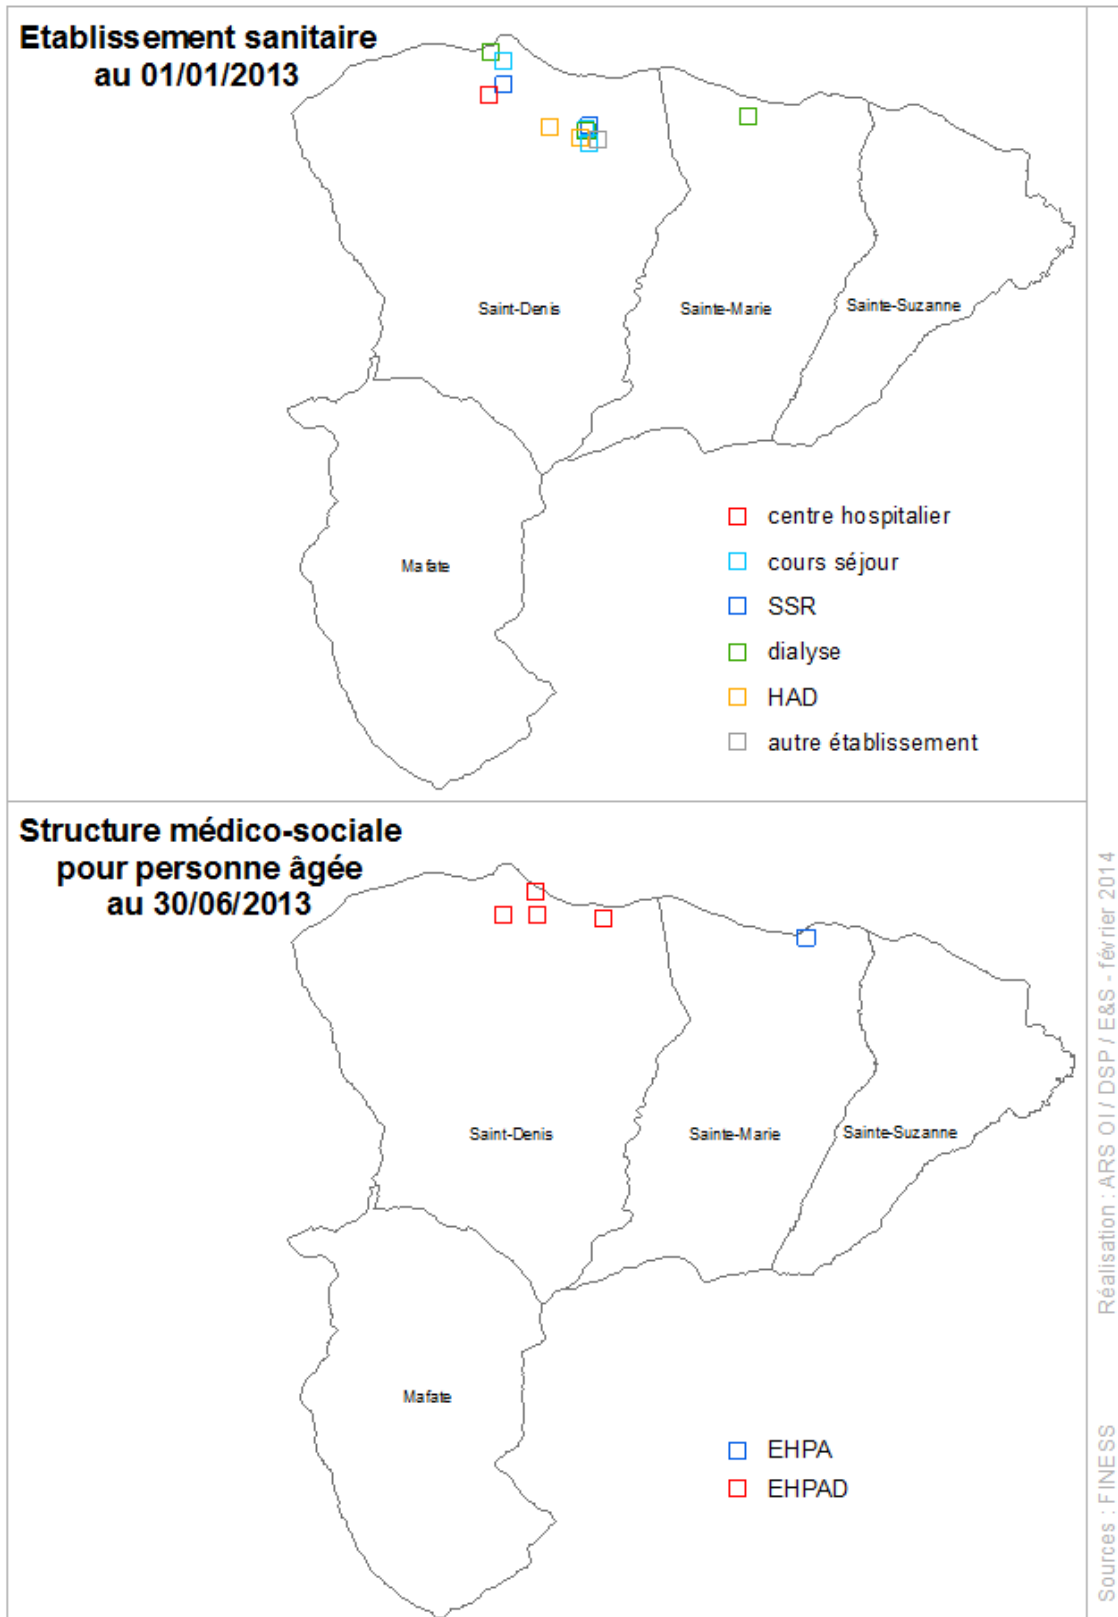 Etablissement sanitaire
au 01/01/2013
Saint-Denis
Sainte-Marie
Sainte-Suzanne
Mafate
centre hospitalier
cours séjour
SSR
dialyse
HAD
autre établissement
Structure médico-sociale
pour personne âgée
au 30/06/2013
Saint-Denis
Sainte-Marie
Sainte-Suzanne
Mafate
EHPA
EHPAD
Sources : FINESS
Réalisation : ARS OI / DSP / E&S - février 2014